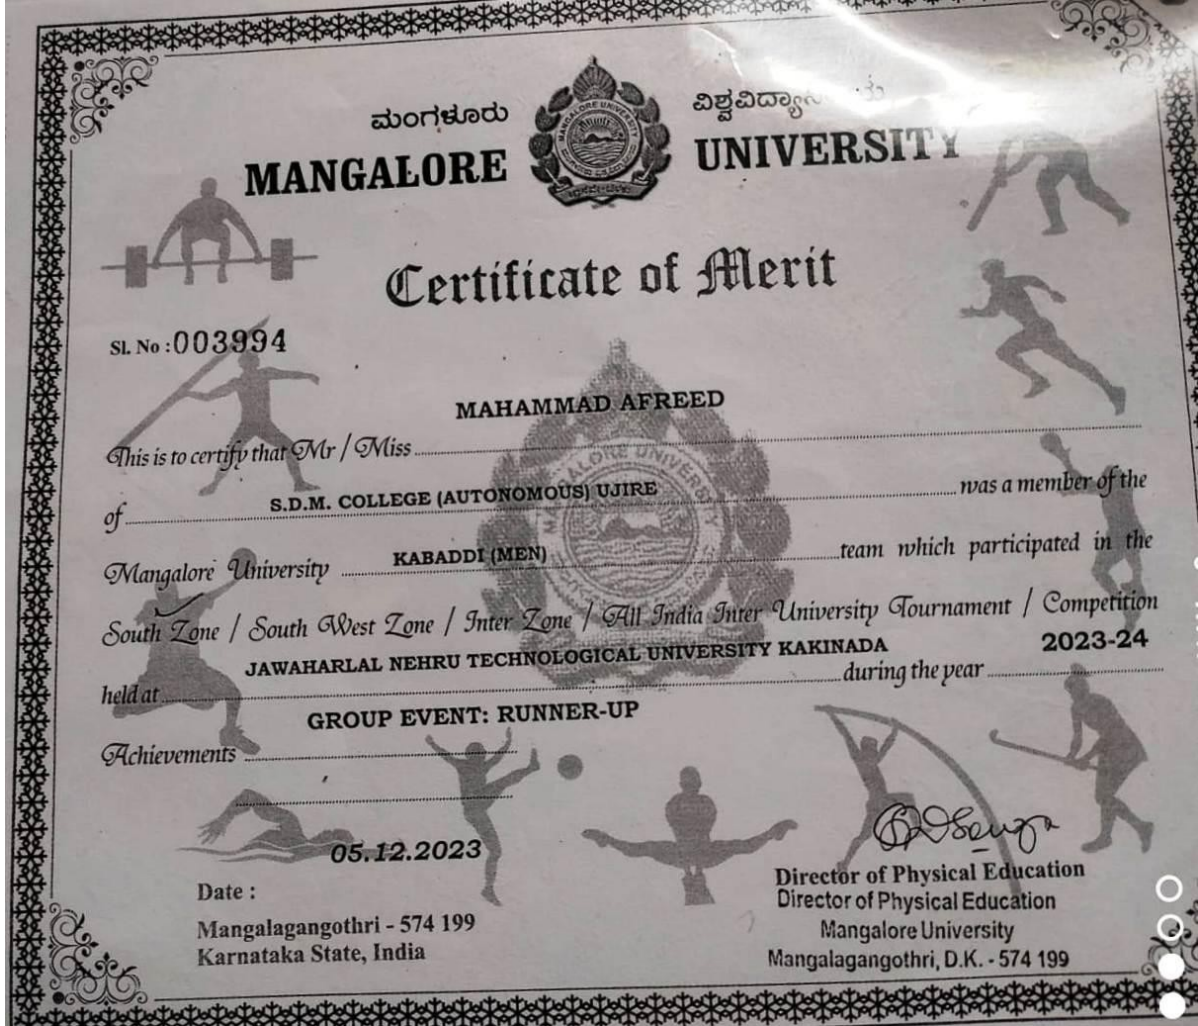 ಮಂಗಳೂರು
MANGALORE
UNIVERSITY
Certificate of Merit
Sl. No :003994
MAHAMMAD AFREED
This is to certify that Mr / Miss
S.D.M. COLLEGE (AUTONOMOUS) UJIRE
of
was a member of the
KABADDI (MEN)
Mangalore University
team which participated in the
South Zone / South West Zone / Inter Zone / All India Inter University Tournament / Competition
JAWAHARLAL NEHRU TECHNOLOGICAL UNIVERSITY KAKINADA
2023-24
held at
during the year
GROUP EVENT: RUNNER-UP
Achievements
05.12.2023
Date :
Mangalagangothri - 574 199
Karnataka State, India
Director of Physical Education
Director of Physical Education
Mangalore University
Mangalagangothri, D.K. - 574 199
MANGALORE UNIVERSITY
MANGALORE UNIVERSITY